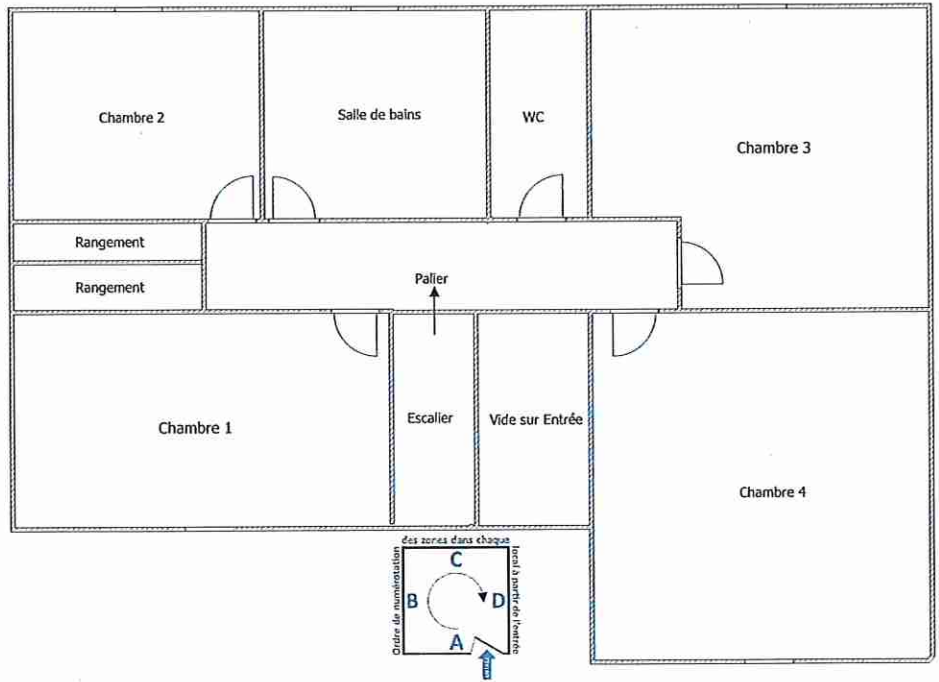 Chambre 2
Salle de bains
WC
Chambre 3
Rangement
Rangement
Palier
Chambre 1
Escalier
Vide sur Entrée
Chambre 4
des zones dans chaque
Ordre de numérotation
local à partir de l'entrée
C
B
D
A